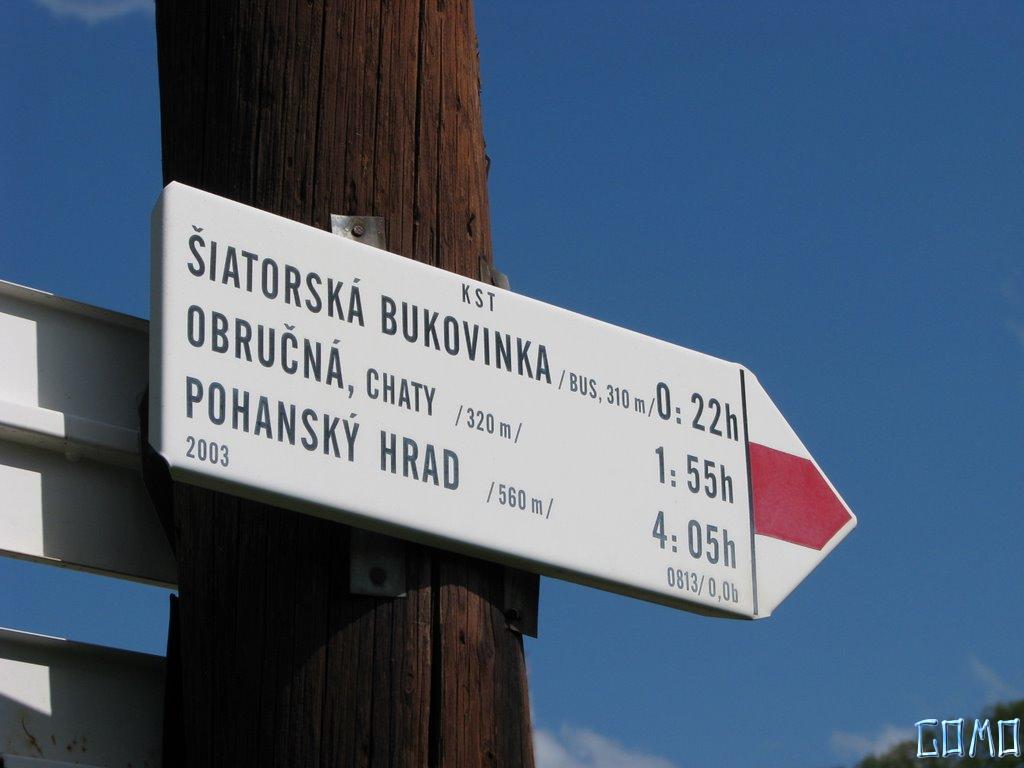 KST
ŠIATORSKÁ BUKOVINKA /BUS, 310 m/ 0: 22h
OBRUČNÁ, CHATY /320 m/ 1: 55h
POHANSKÝ HRAD /560 m/ 4: 05h
2003 0813/0,0b
GOMO